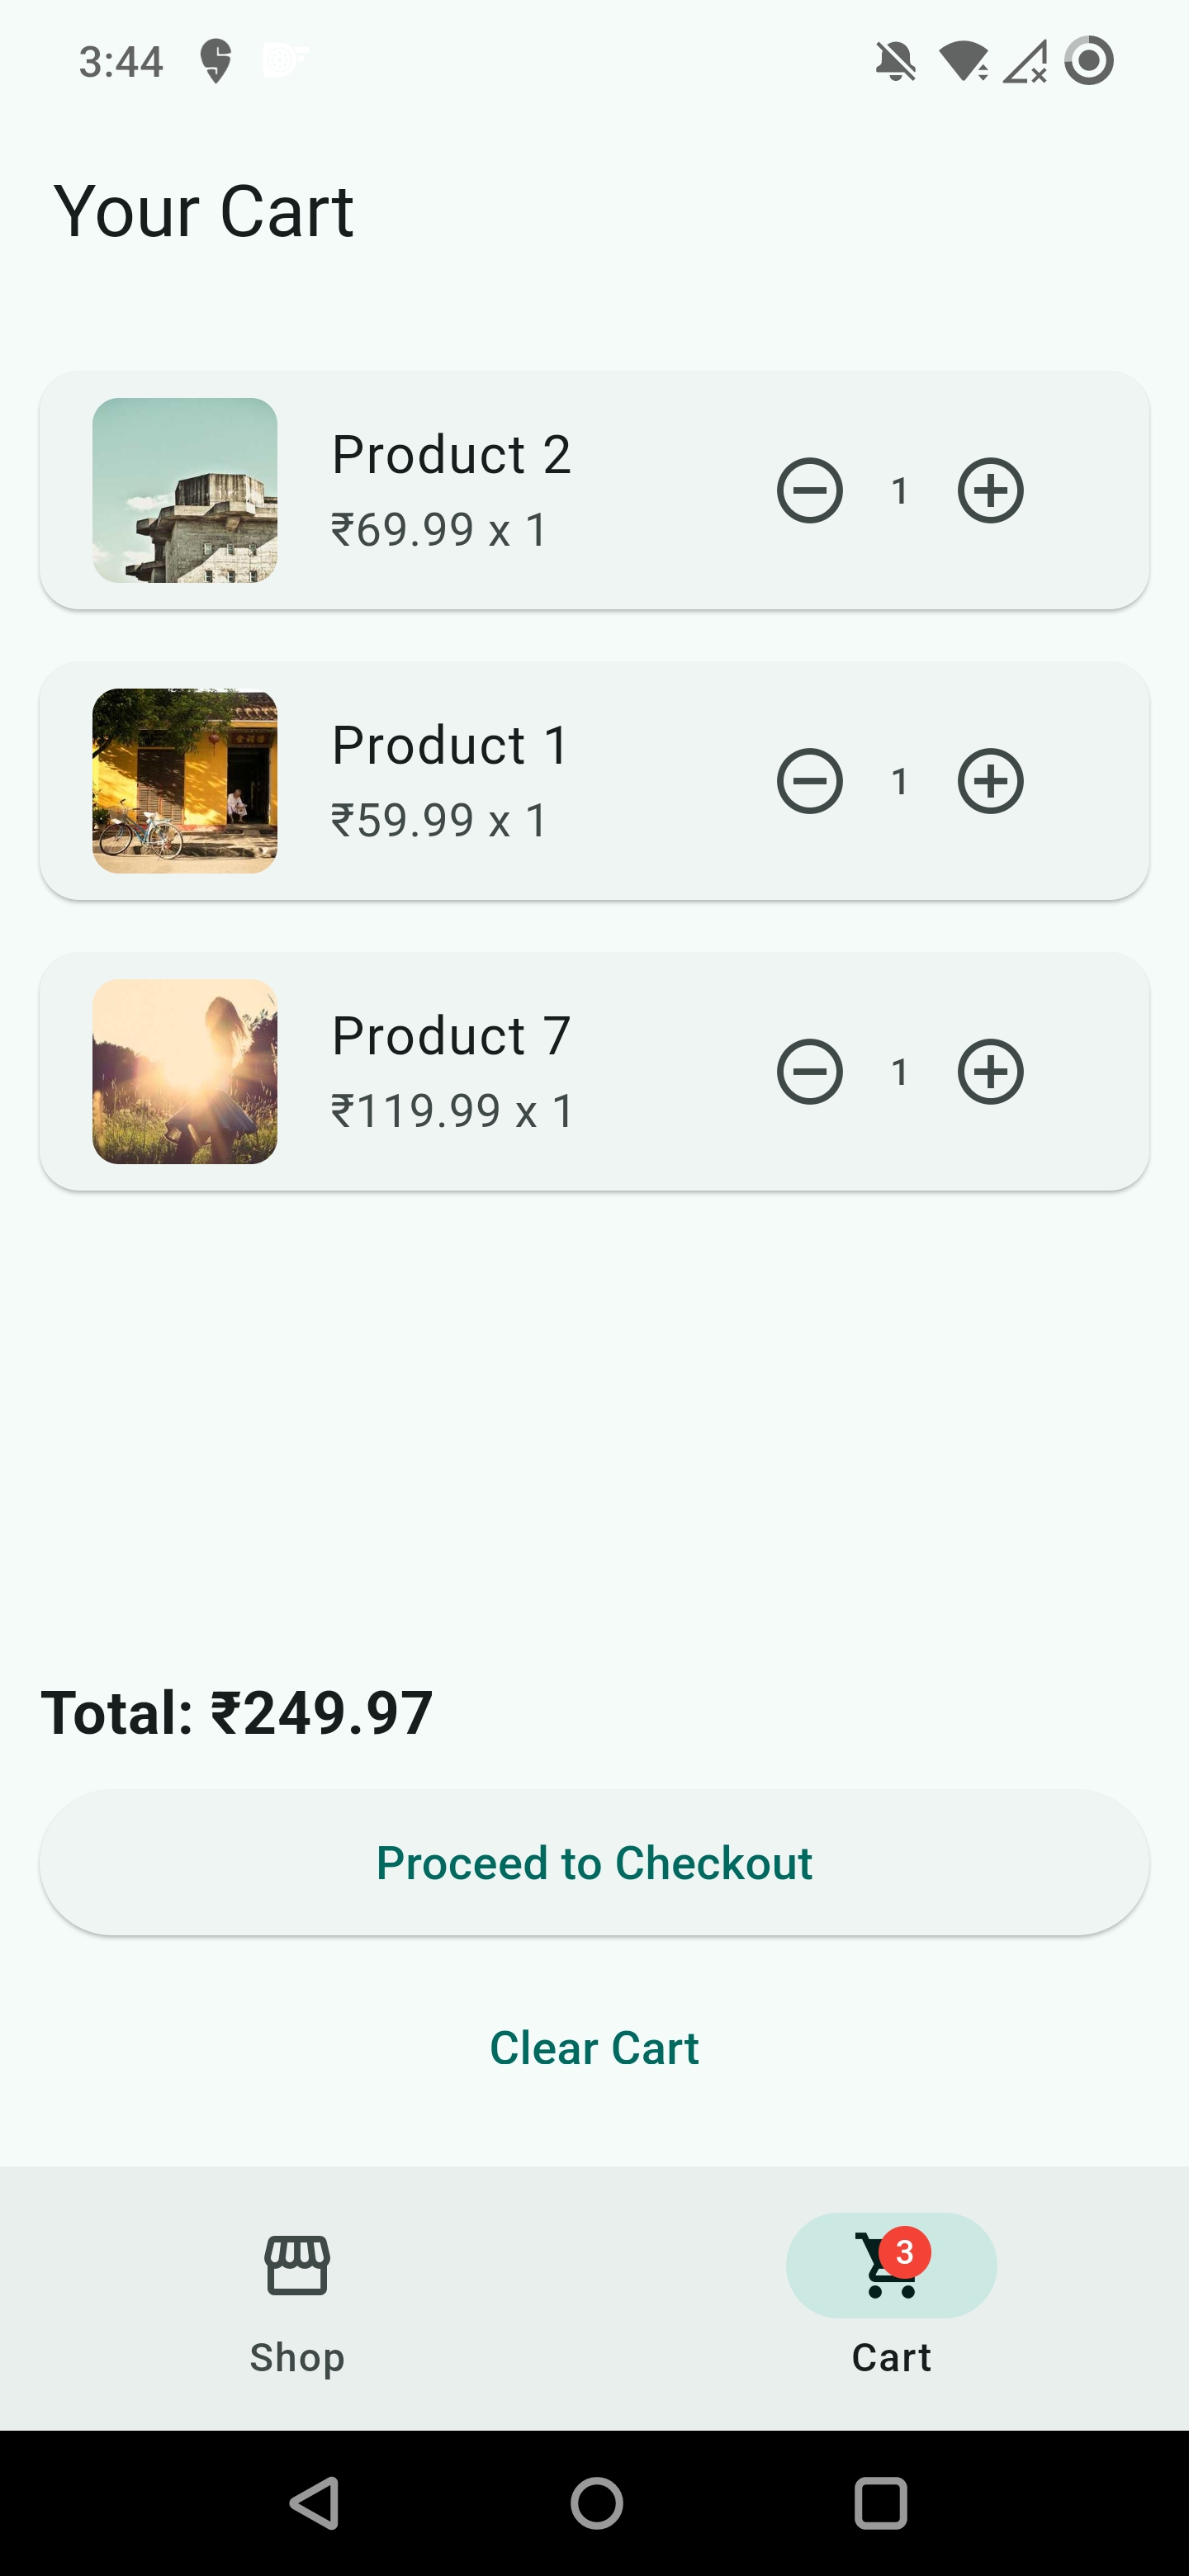 3:44
Your Cart
Product 2
₹69.99 x 1
1
Product 1
₹59.99 x 1
1
Product 7
₹119.99 x 1
1
Total: ₹249.97
Proceed to Checkout
Clear Cart
3
Shop
Cart